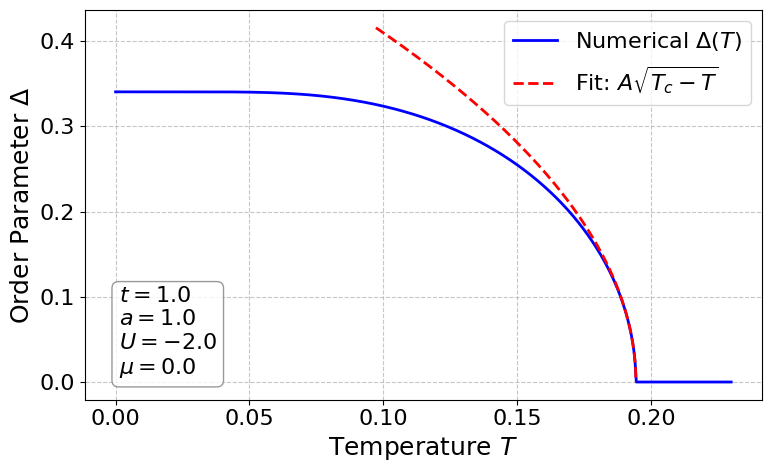 Order Parameter Δ
0.4
0.3
0.2
0.1
0.0
Numerical Δ(T)
Fit: A√(T_c − T)
t = 1.0
a = 1.0
U = −2.0
μ = 0.0
0.00 0.05 0.10 0.15 0.20
Temperature T